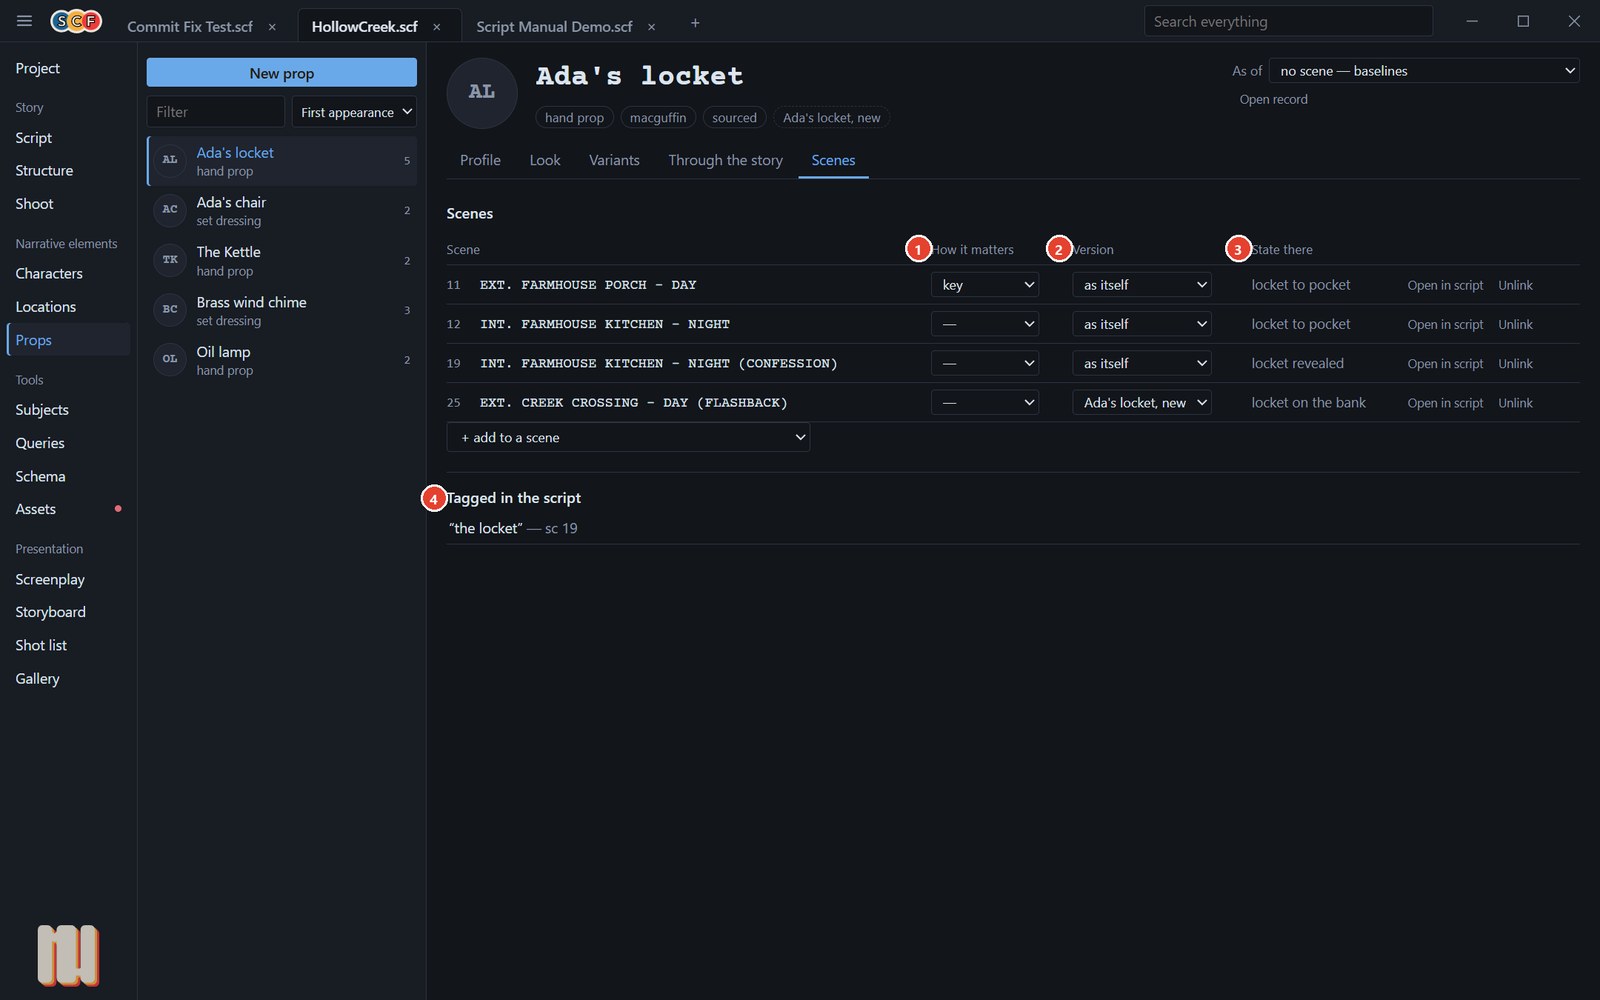 SCF
Commit Fix Test.scf ×
HollowCreek.scf ×
Script Manual Demo.scf ×
+
Search everything
Project
Story
Script
Structure
Shoot
Narrative elements
Characters
Locations
Props
Tools
Subjects
Queries
Schema
Assets
Presentation
Screenplay
Storyboard
Shot list
Gallery
New prop
Filter
First appearance
AL Ada's locket 5
hand prop
AC Ada's chair 2
set dressing
TK The Kettle 2
hand prop
BC Brass wind chime 3
set dressing
OL Oil lamp 2
hand prop
AL
Ada's locket
hand prop macguffin sourced Ada's locket, new
As of no scene — baselines
Open record
Profile Look Variants Through the story Scenes
Scenes
Scene 1 How it matters 2 Version 3 State there
11 EXT. FARMHOUSE PORCH - DAY key as itself locket to pocket Open in script Unlink
12 INT. FARMHOUSE KITCHEN - NIGHT — as itself locket to pocket Open in script Unlink
19 INT. FARMHOUSE KITCHEN - NIGHT (CONFESSION) — as itself locket revealed Open in script Unlink
25 EXT. CREEK CROSSING - DAY (FLASHBACK) — Ada's locket, new locket on the bank Open in script Unlink
+ add to a scene
4 Tagged in the script
“the locket” — sc 19